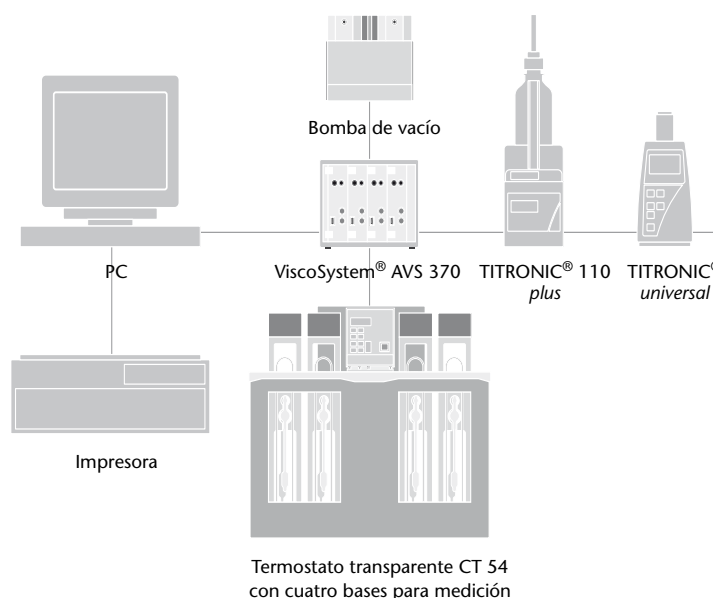 Bomba de vacío
PC
ViscoSystem® AVS 370
TITRONIC® 110
plus
TITRONIC®
universal
Impresora
Termostato transparente CT 54
con cuatro bases para medición